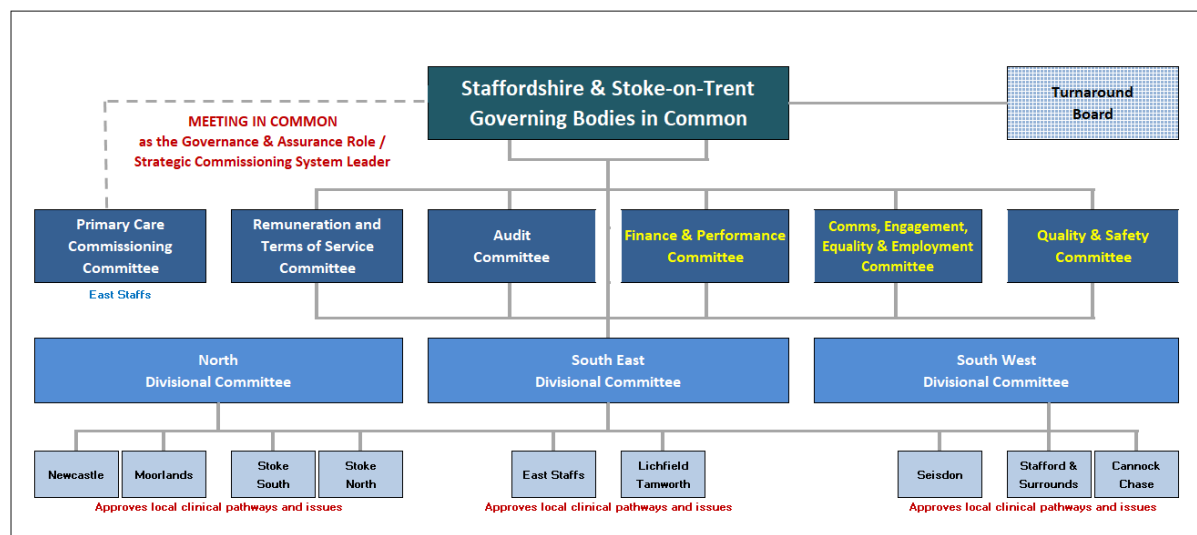 Staffordshire & Stoke-on-Trent
Governing Bodies in Common
Turnaround
Board
MEETING IN COMMON
as the Governance & Assurance Role /
Strategic Commissioning System Leader
Primary Care
Commissioning
Committee
East Staffs
Remuneration and
Terms of Service
Committee
Audit
Committee
Finance & Performance
Committee
Comms, Engagement,
Equality & Employment
Committee
Quality & Safety
Committee
North
Divisional Committee
South East
Divisional Committee
South West
Divisional Committee
Newcastle
Moorlands
Stoke
South
Stoke
North
East Staffs
Lichfield
Tamworth
Seisdon
Stafford &
Surrounds
Cannock
Chase
Approves local clinical pathways and issues
Approves local clinical pathways and issues
Approves local clinical pathways and issues